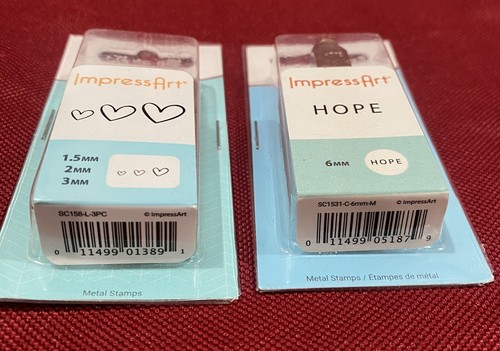 ImpressArt
1.5MM
2MM
3MM
SC158-L-3PC © ImpressArt
0 11499 01389 1
Metal Stamps
ImpressArt
HOPE
6MM HOPE
SC1531-C-6mm-M © ImpressArt
0 11499 05187 9
Metal Stamps / Étampes de métal